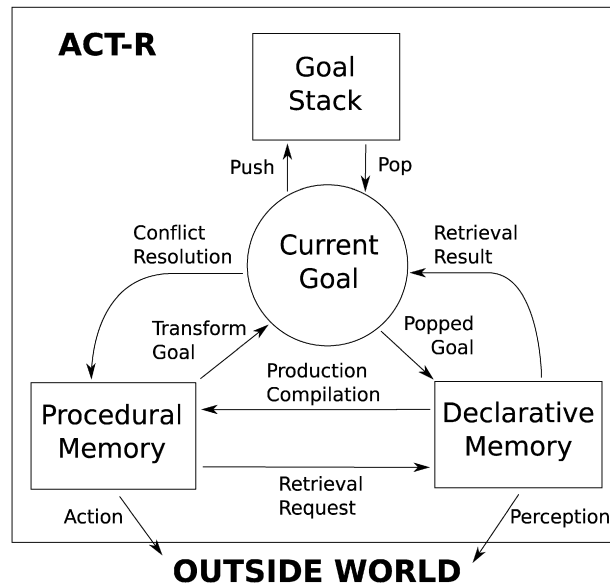 ACT-R
Goal
Stack
Push
Pop
Conflict
Resolution
Current
Goal
Retrieval
Result
Transform
Goal
Popped
Goal
Production
Compilation
Procedural
Memory
Declarative
Memory
Retrieval
Request
Action
Perception
OUTSIDE WORLD